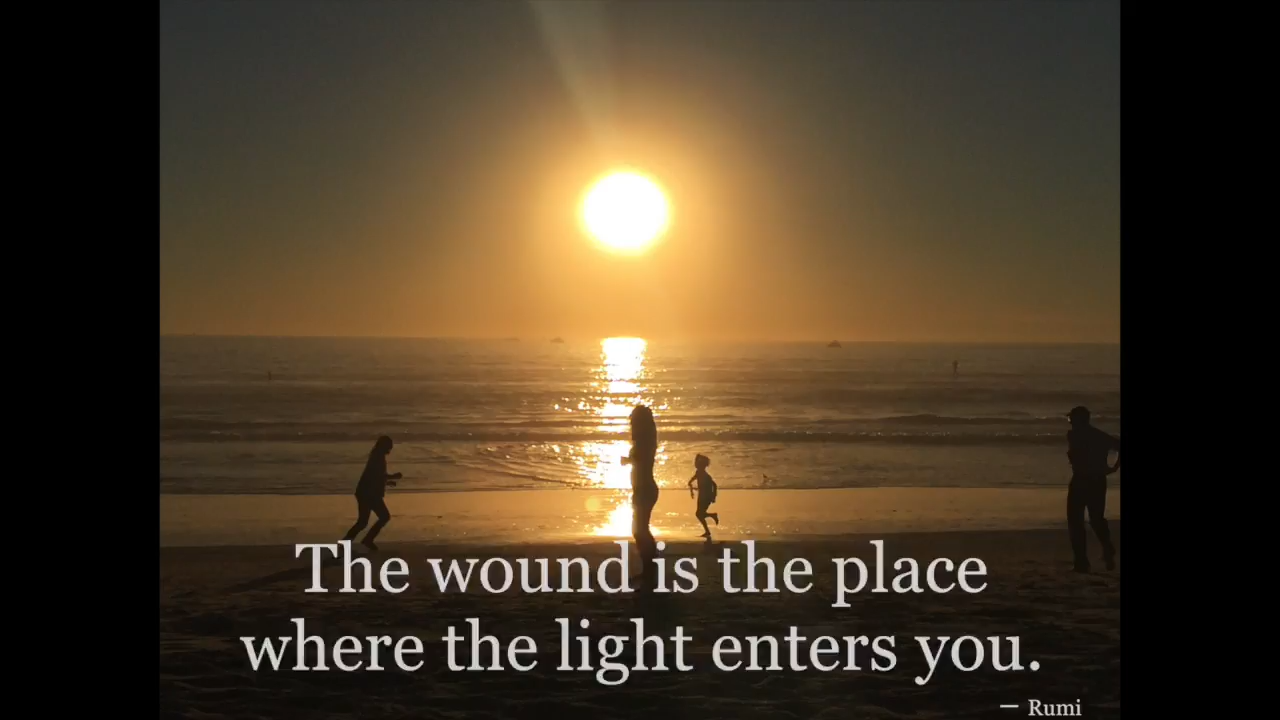 The wound is the place
where the light enters you.
— Rumi